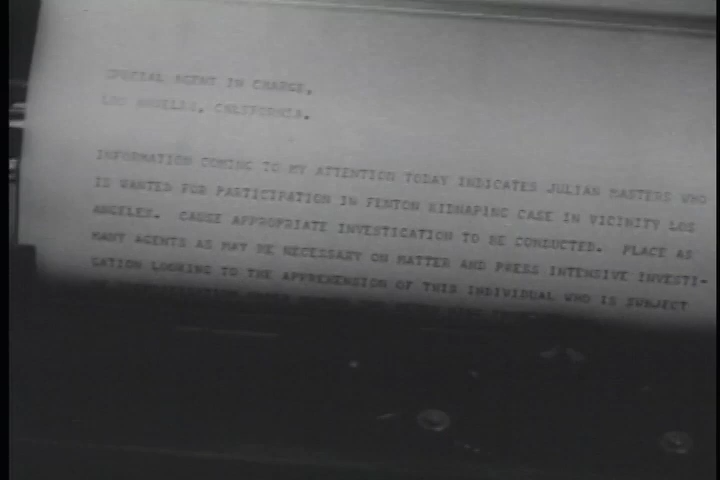 SPECIAL AGENT IN CHARGE,
LOS ANGELES, CALIFORNIA.
INFORMATION COMING TO MY ATTENTION TODAY INDICATES JULIAN MASTERS WHO
IS WANTED FOR PARTICIPATION IN FENTON KIDNAPING CASE IN VICINITY LOS
ANGELES. CAUSE APPROPRIATE INVESTIGATION TO BE CONDUCTED. PLACE AS
MANY AGENTS AS MAY BE NECESSARY ON MATTER AND PRESS INTENSIVE INVESTI-
GATION LOOKING TO THE APPREHENSION OF THIS INDIVIDUAL WHO IS SUBJECT